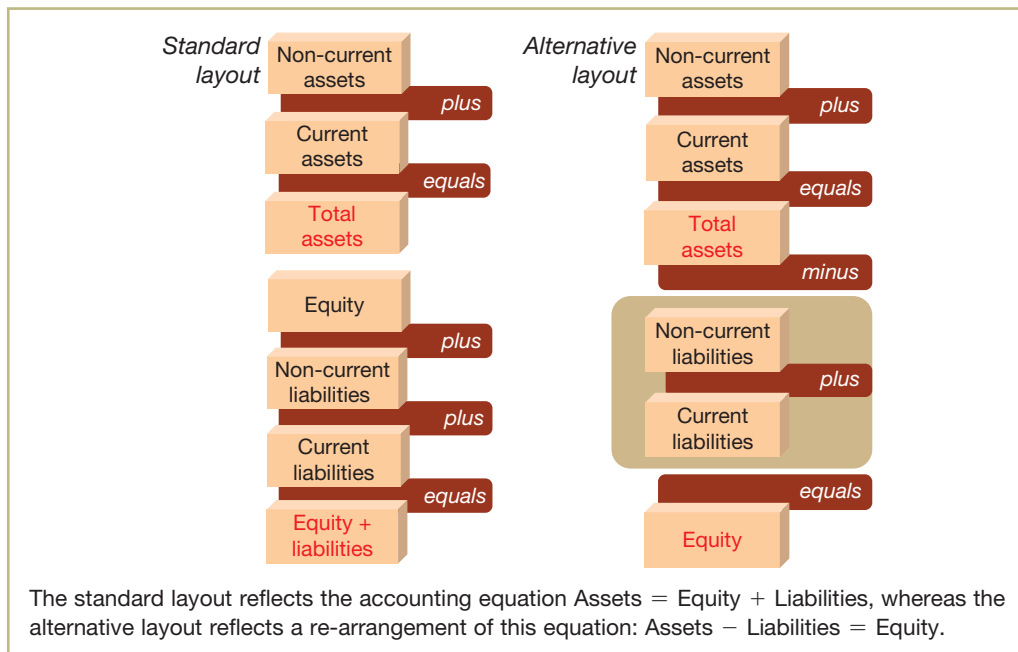 Standard
layout
Non-current
assets
plus
Current
assets
equals
Total
assets
Equity
plus
Non-current
liabilities
plus
Current
liabilities
equals
Equity +
liabilities
Alternative
layout
Non-current
assets
plus
Current
assets
equals
Total
assets
minus
Non-current
liabilities
plus
Current
liabilities
equals
Equity
The standard layout reflects the accounting equation Assets = Equity + Liabilities, whereas the
alternative layout reflects a re-arrangement of this equation: Assets − Liabilities = Equity.